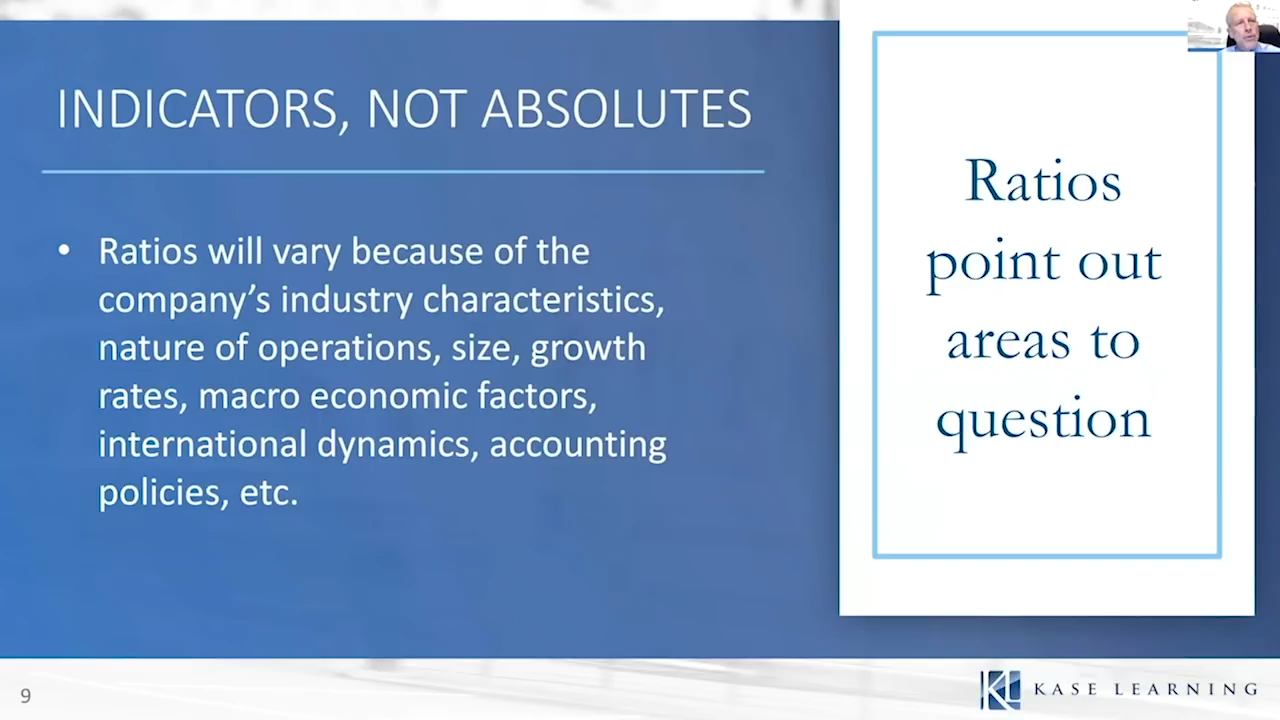 INDICATORS, NOT ABSOLUTES
• Ratios will vary because of the
company’s industry characteristics,
nature of operations, size, growth
rates, macro economic factors,
international dynamics, accounting
policies, etc.
Ratios
point out
areas to
question
9
KL KASE LEARNING